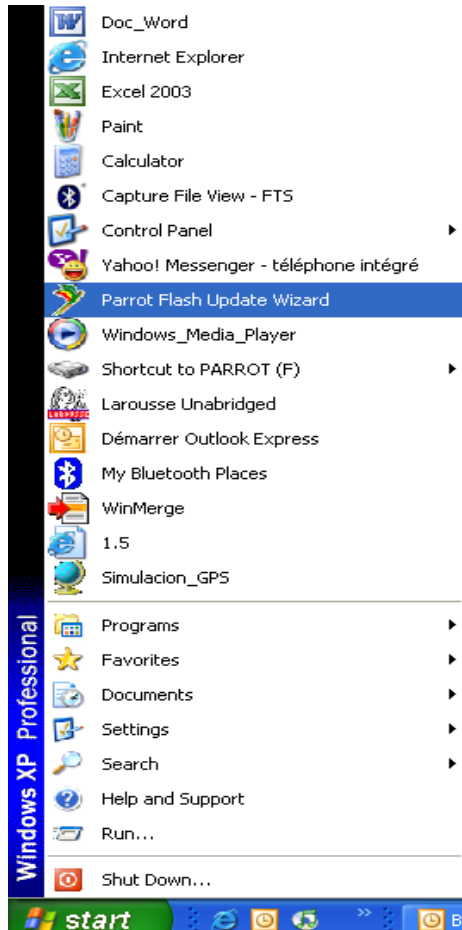 Doc_Word
Internet Explorer
Excel 2003
Paint
Calculator
Capture File View - FTS
Control Panel
Yahoo! Messenger - téléphone intégré
Parrot Flash Update Wizard
Windows_Media_Player
Shortcut to PARROT (F)
Larousse Unabridged
Démarrer Outlook Express
My Bluetooth Places
WinMerge
1.5
Simulacion_GPS
Programs
Favorites
Documents
Settings
Search
Help and Support
Run...
Shut Down...
Windows XP Professional
start
B